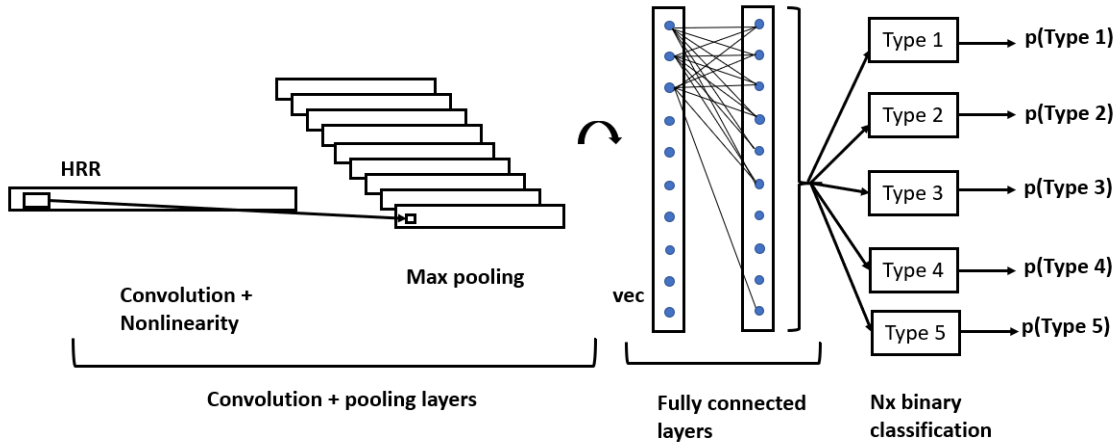 HRR
Convolution +
Nonlinearity
Max pooling
Convolution + pooling layers
vec
Fully connected
layers
Type 1
p(Type 1)
Type 2
p(Type 2)
Type 3
p(Type 3)
Type 4
p(Type 4)
Type 5
p(Type 5)
Nx binary
classification